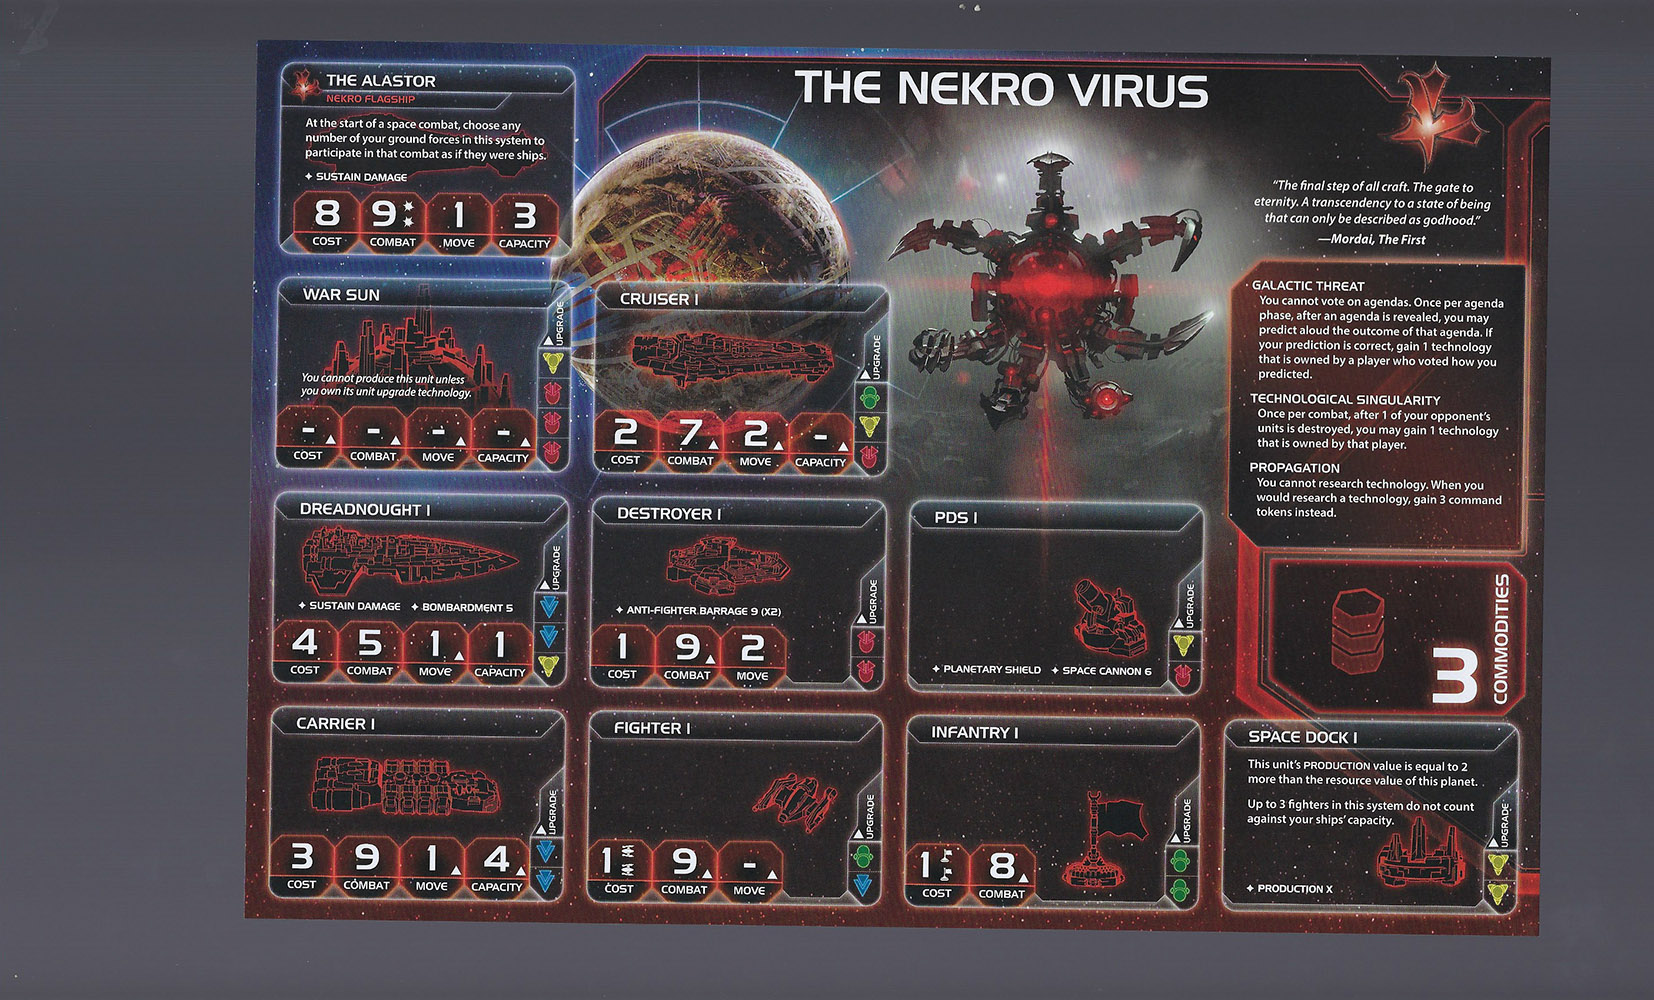 THE NEKRO VIRUS
THE ALASTOR
NEKRO FLAGSHIP
At the start of a space combat, choose any
number of your ground forces in this system to
participate in that combat as if they were ships.
✦ SUSTAIN DAMAGE
8 9 1 3
COST COMBAT MOVE CAPACITY
"The final step of all craft. The gate to
eternity. A transcendency to a state of being
that can only be described as godhood."
—Mordai, The First
WAR SUN
UPGRADE
You cannot produce this unit unless
you own its unit upgrade technology.
- - - -
COST COMBAT MOVE CAPACITY
CRUISER I
UPGRADE
2 7 2 -
COST COMBAT MOVE CAPACITY
GALACTIC THREAT
You cannot vote on agendas. Once per agenda
phase, after an agenda is revealed, you may
predict aloud the outcome of that agenda. If
your prediction is correct, gain 1 technology
that is owned by a player who voted how you
predicted.
TECHNOLOGICAL SINGULARITY
Once per combat, after 1 of your opponent's
units is destroyed, you may gain 1 technology
that is owned by that player.
PROPAGATION
You cannot research technology. When you
would research a technology, gain 3 command
tokens instead.
DREADNOUGHT I
UPGRADE
✦ SUSTAIN DAMAGE ✦ BOMBARDMENT 5
4 5 1 1
COST COMBAT MOVE CAPACITY
DESTROYER I
UPGRADE
✦ ANTI-FIGHTER BARRAGE 9 (X2)
1 9 2
COST COMBAT MOVE
PDS I
UPGRADE
✦ PLANETARY SHIELD ✦ SPACE CANNON 6
3
COMMODITIES
CARRIER I
UPGRADE
3 9 1 4
COST COMBAT MOVE CAPACITY
FIGHTER I
UPGRADE
1 9 -
COST COMBAT MOVE
INFANTRY I
UPGRADE
1 8
COST COMBAT
SPACE DOCK I
This unit's PRODUCTION value is equal to 2
more than the resource value of this planet.
Up to 3 fighters in this system do not count
against your ships' capacity.
UPGRADE
✦ PRODUCTION X